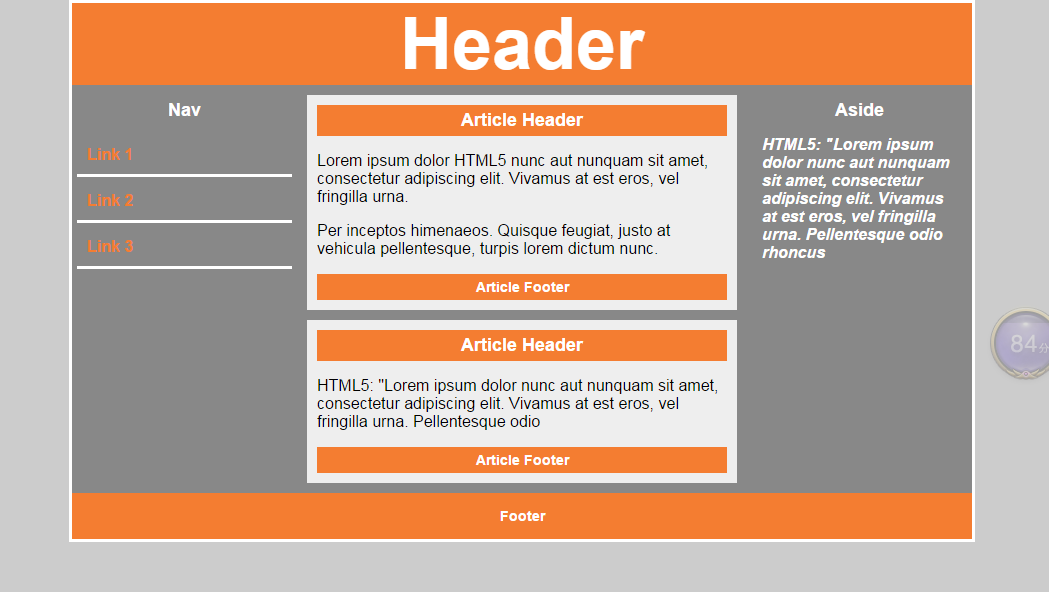 Header
Nav
Link 1
Link 2
Link 3
Article Header
Lorem ipsum dolor HTML5 nunc aut nunquam sit amet,
consectetur adipiscing elit. Vivamus at est eros, vel
fringilla urna.
Per inceptos himenaeos. Quisque feugiat, justo at
vehicula pellentesque, turpis lorem dictum nunc.
Article Footer
Article Header
HTML5: "Lorem ipsum dolor nunc aut nunquam sit amet,
consectetur adipiscing elit. Vivamus at est eros, vel
fringilla urna. Pellentesque odio
Article Footer
Aside
HTML5: "Lorem ipsum
dolor nunc aut nunquam
sit amet, consectetur
adipiscing elit. Vivamus
at est eros, vel fringilla
urna. Pellentesque odio
rhoncus
84分
Footer